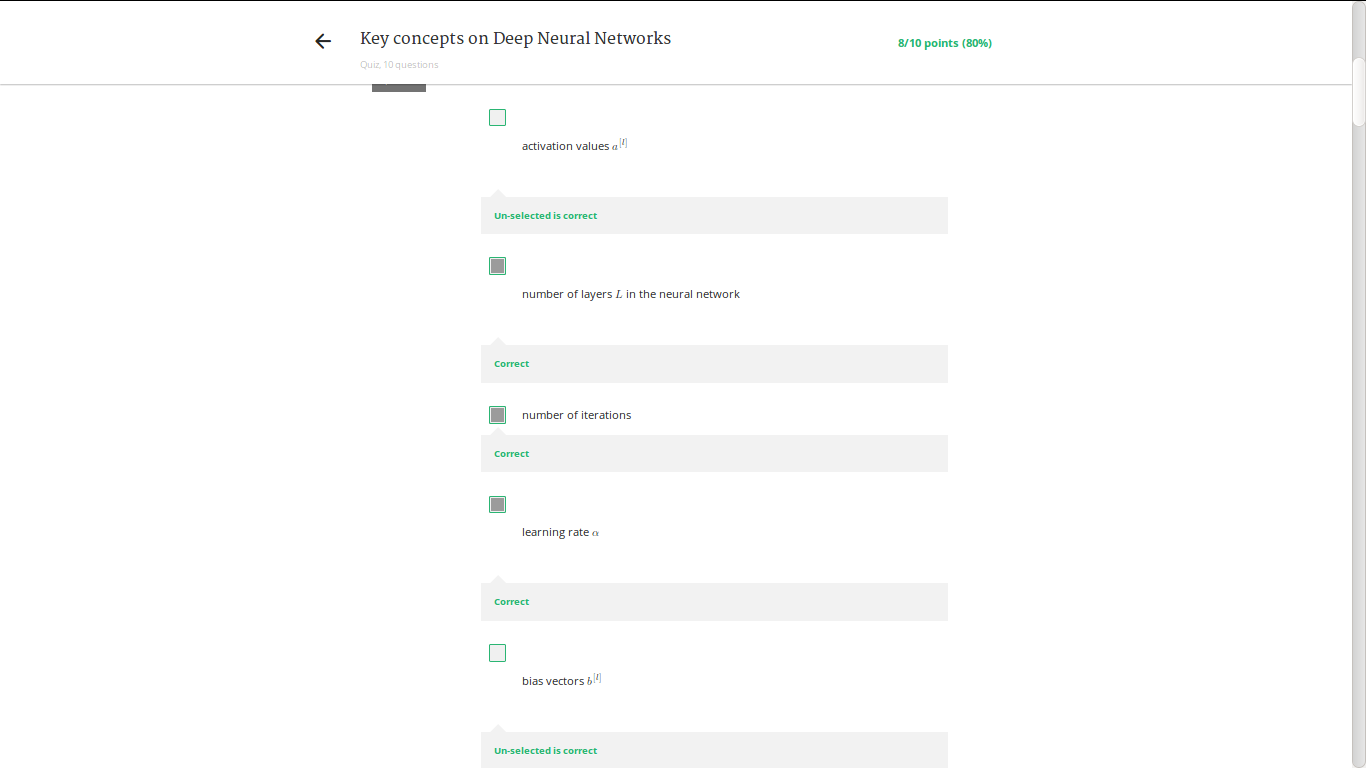 Key concepts on Deep Neural Networks
8/10 points (80%)
Quiz, 10 questions
activation values a^[l]
Un-selected is correct
number of layers L in the neural network
Correct
number of iterations
Correct
learning rate α
Correct
bias vectors b^[l]
Un-selected is correct